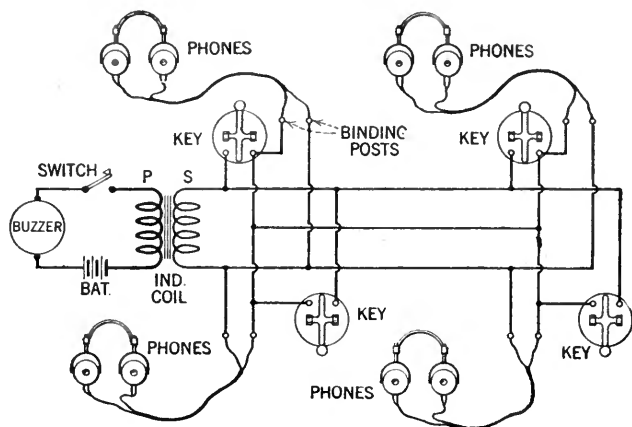 PHONES
PHONES
KEY
BINDING
POSTS
KEY
SWITCH
P
S
BUZZER
BAT.
IND.
COIL
KEY
KEY
PHONES
PHONES